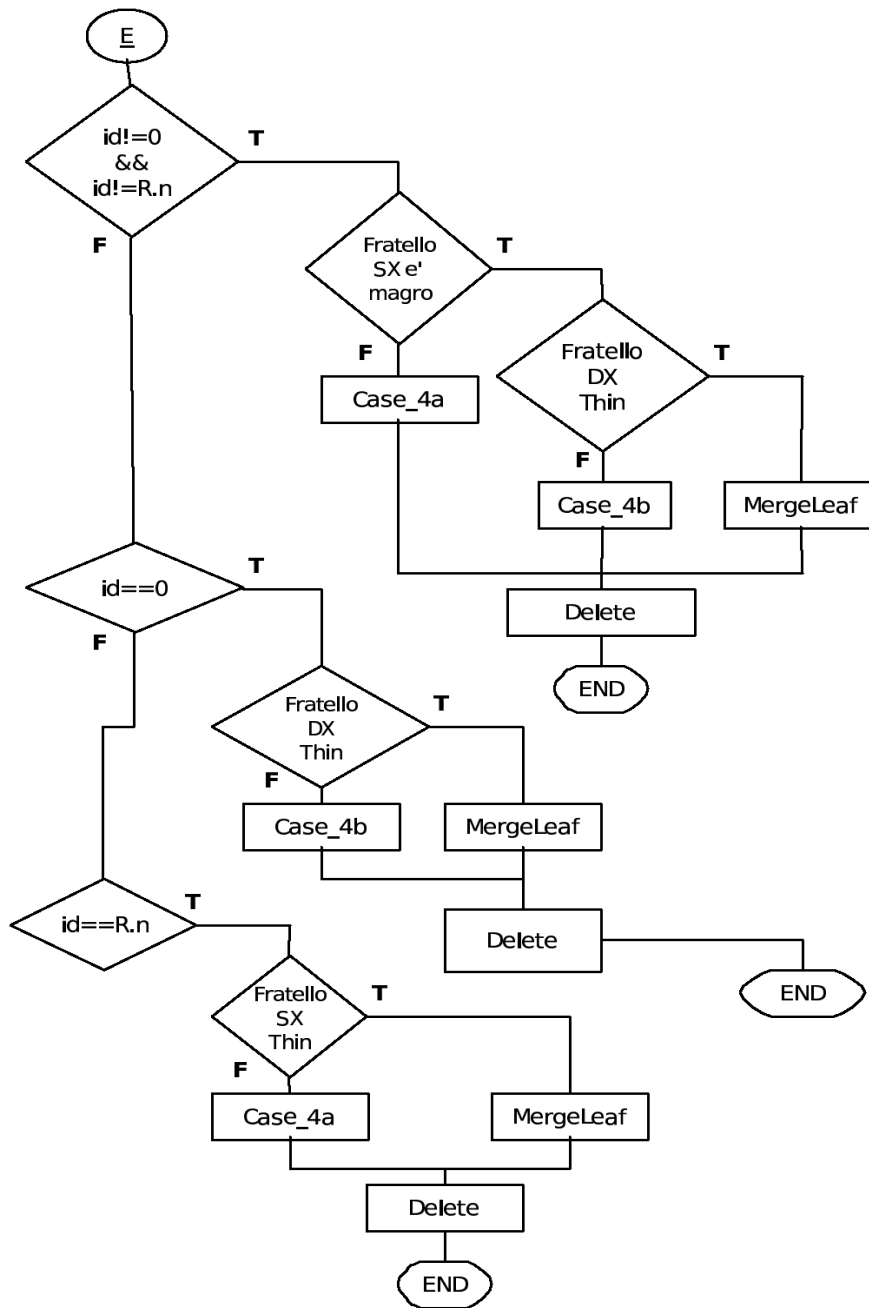 E
id!=0
&&
id!=R.n
T
F
Fratello
SX e'
magro
T
F
Fratello
DX
Thin
T
F
Case_4a
Case_4b
MergeLeaf
Delete
END
id==0
T
F
Fratello
DX
Thin
T
F
Case_4b
MergeLeaf
Delete
END
id==R.n
T
Fratello
SX
Thin
T
F
Case_4a
MergeLeaf
Delete
END